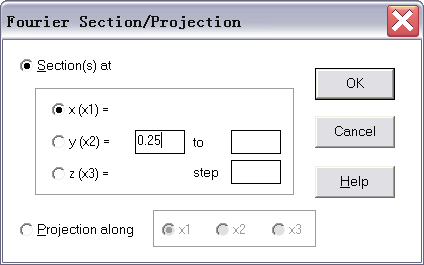 Fourier Section/Projection
Section(s) at
x (x1) =
y (x2) = 0.25 to
z (x3) = step
OK
Cancel
Help
Projection along x1 x2 x3